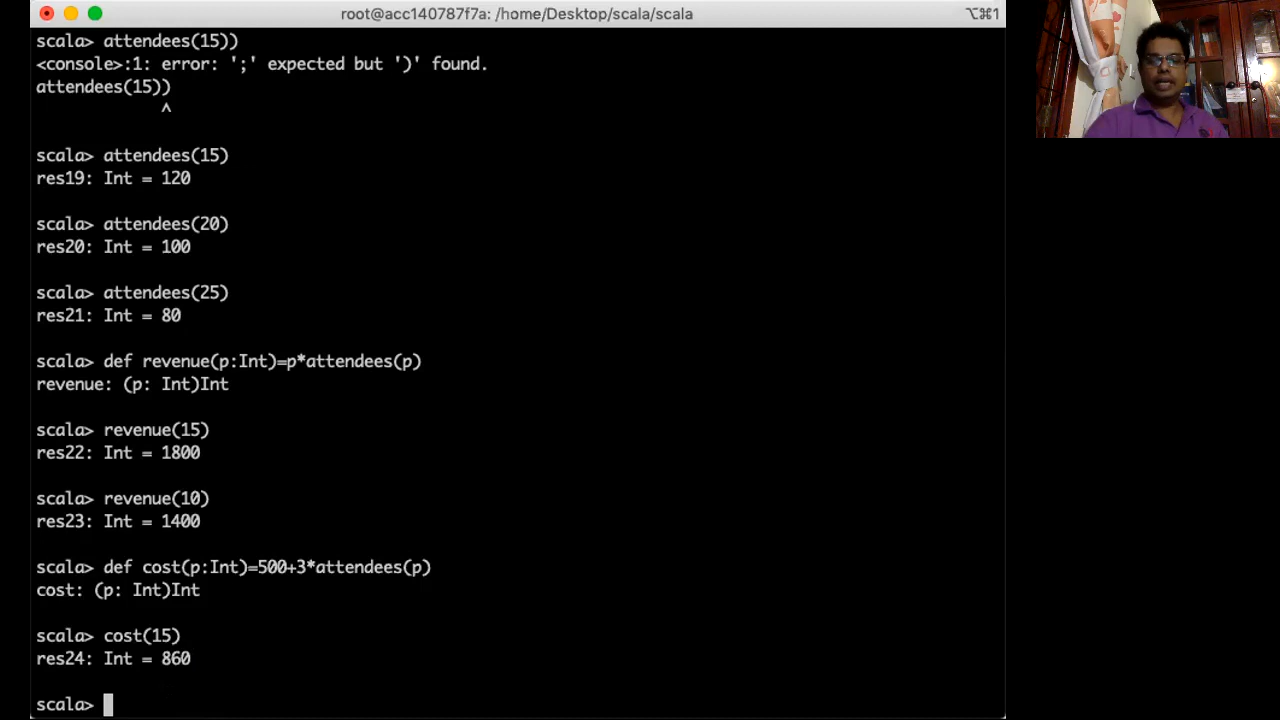 root@acc140787f7a: /home/Desktop/scala/scala
⌥⌘1
scala> attendees(15))
<console>:1: error: ';' expected but ')' found.
attendees(15))
^
scala> attendees(15)
res19: Int = 120
scala> attendees(20)
res20: Int = 100
scala> attendees(25)
res21: Int = 80
scala> def revenue(p:Int)=p*attendees(p)
revenue: (p: Int)Int
scala> revenue(15)
res22: Int = 1800
scala> revenue(10)
res23: Int = 1400
scala> def cost(p:Int)=500+3*attendees(p)
cost: (p: Int)Int
scala> cost(15)
res24: Int = 860
scala>